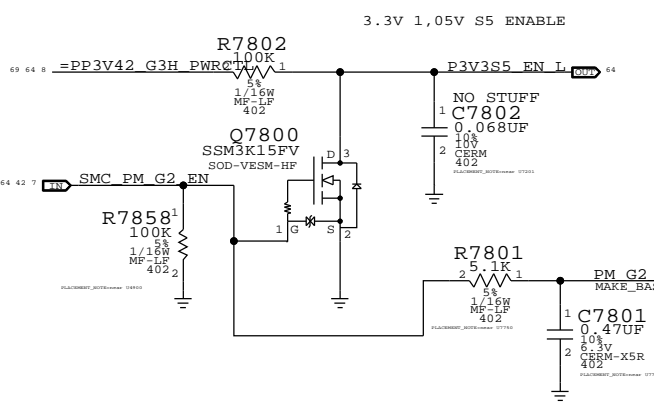 3.3V 1,05V S5 ENABLE
R7802
100K
69 64 8 =PP3V42_G3H_PWRCTL 2 1 P3V3S5_EN_L OUT 64
5%
1/16W
MF-LF
402
NO STUFF
1 C7802
0.068UF
10%
10V
2 CERM
402
PLACEMENT_NOTE=near U7201
Q7800
SSM3K15FV
SOD-VESM-HF
D 3
64 42 7 IN SMC_PM_G2_EN
1 G S 2
R7858 1
100K
5%
1/16W
MF-LF
402 2
R7801
5.1K
2 1
5%
1/16W
MF-LF
402
PM_G2
MAKE_BA
1 C7801
0.47UF
10%
6.3V
2 CERM-X5R
402